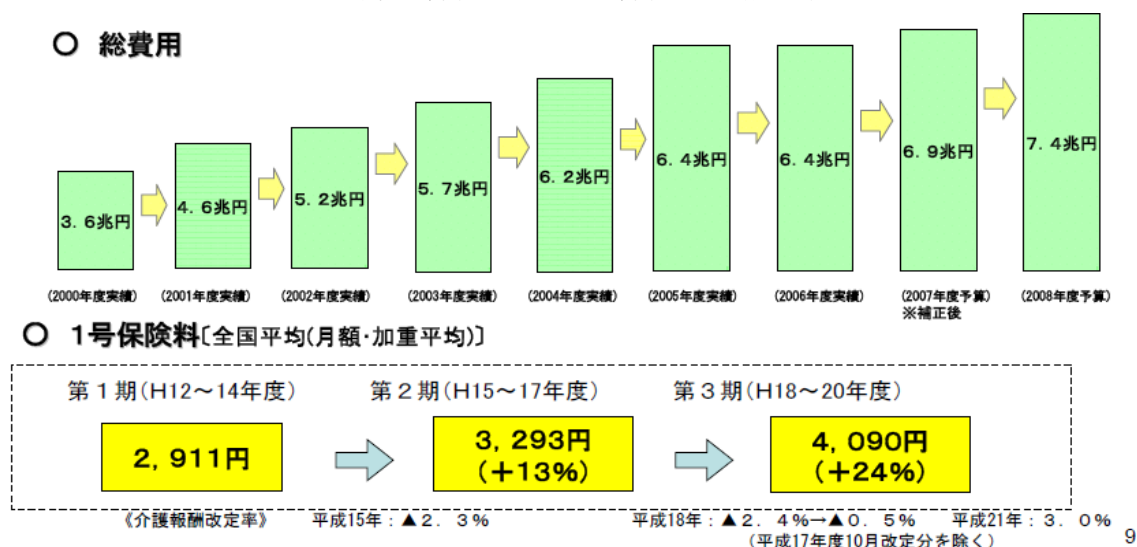 ○ 総費用
3.6兆円
4.6兆円
5.2兆円
5.7兆円
6.2兆円
6.4兆円
6.4兆円
6.9兆円
7.4兆円
(2000年度実績) (2001年度実績) (2002年度実績) (2003年度実績) (2004年度実績) (2005年度実績) (2006年度実績) (2007年度予算) (2008年度予算)
※補正後
○ 1号保険料〔全国平均(月額・加重平均)〕
第1期(H12～14年度) 第2期(H15～17年度) 第3期(H18～20年度)
2,911円
3,293円
(+13%)
4,090円
(+24%)
《介護報酬改定率》 平成15年:▲2.3% 平成18年:▲2.4%→▲0.5% 平成21年:3.0%
(平成17年度10月改定分を除く)
9